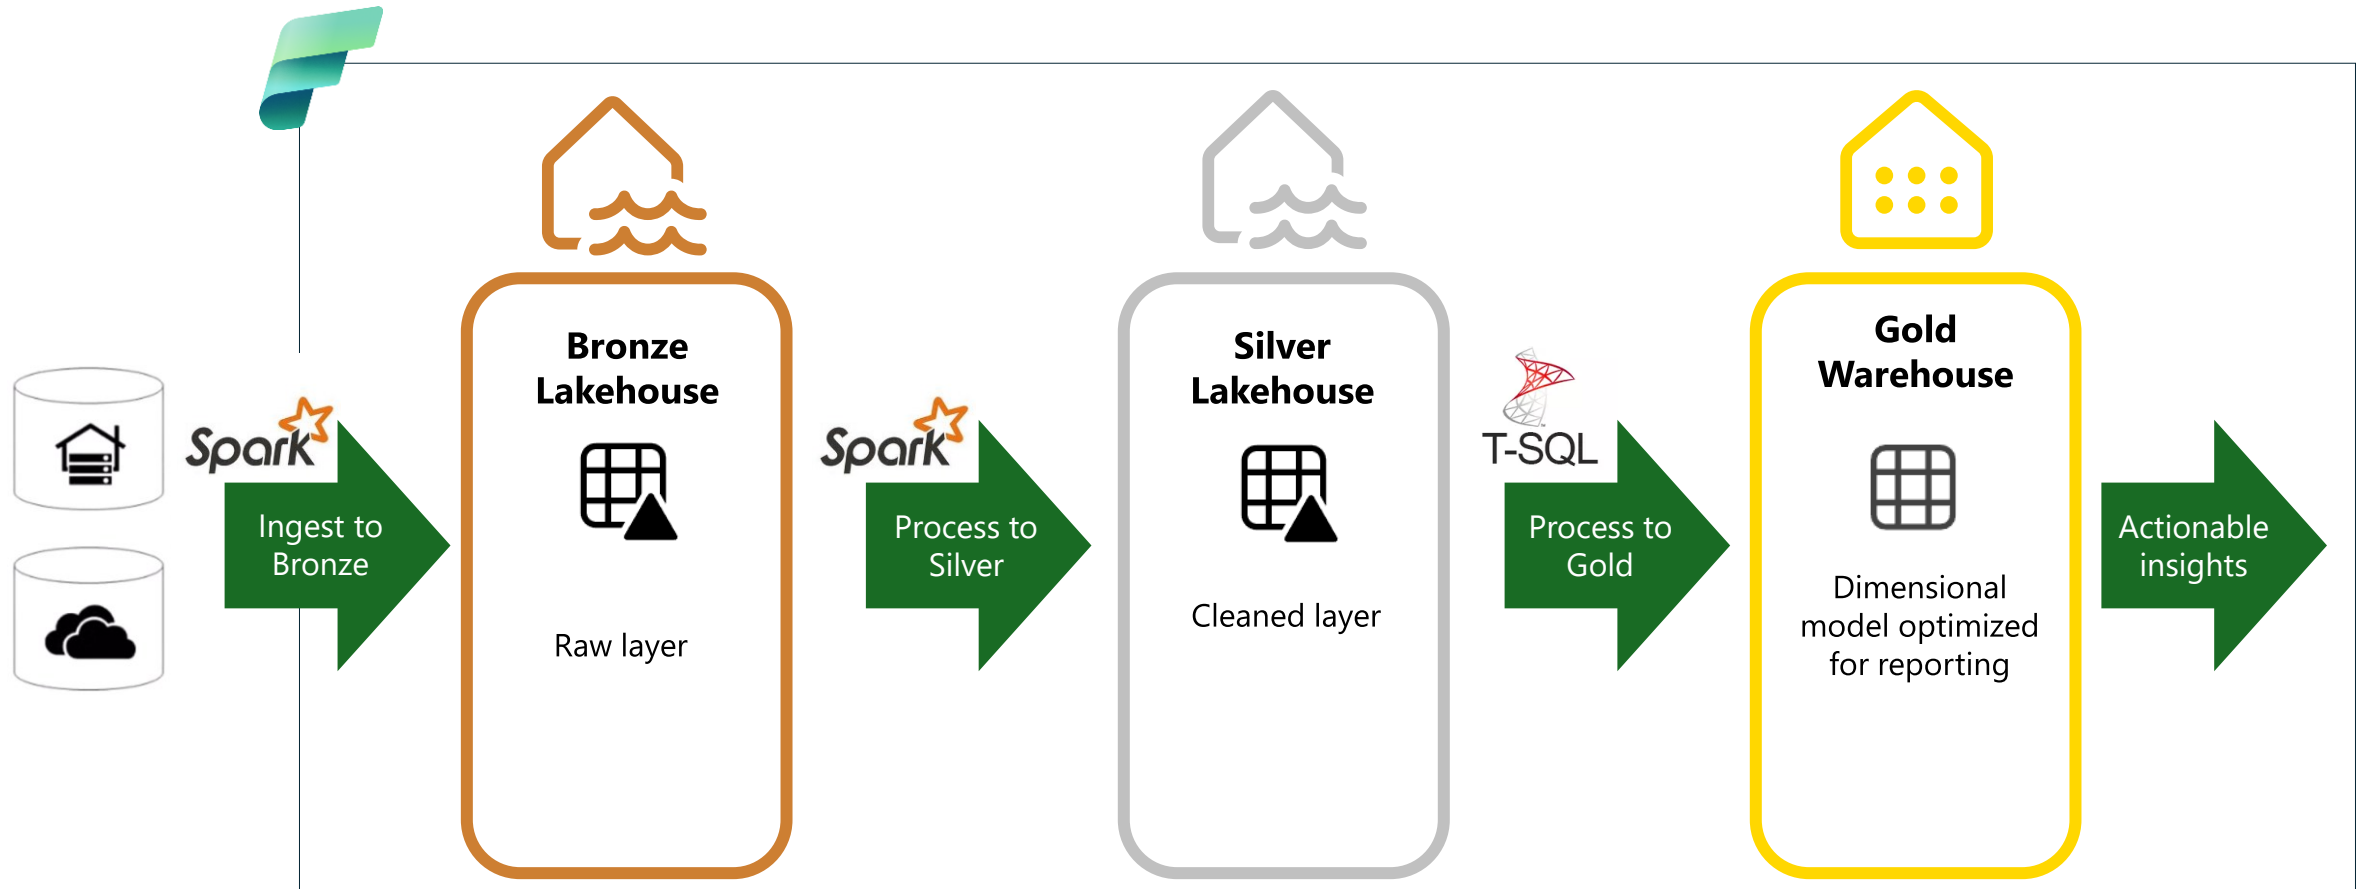 Spark
Ingest to
Bronze
Bronze
Lakehouse
Raw layer
Spark
Process to
Silver
Silver
Lakehouse
Cleaned layer
T-SQL
Process to
Gold
Gold
Warehouse
Dimensional
model optimized
for reporting
Actionable
insights